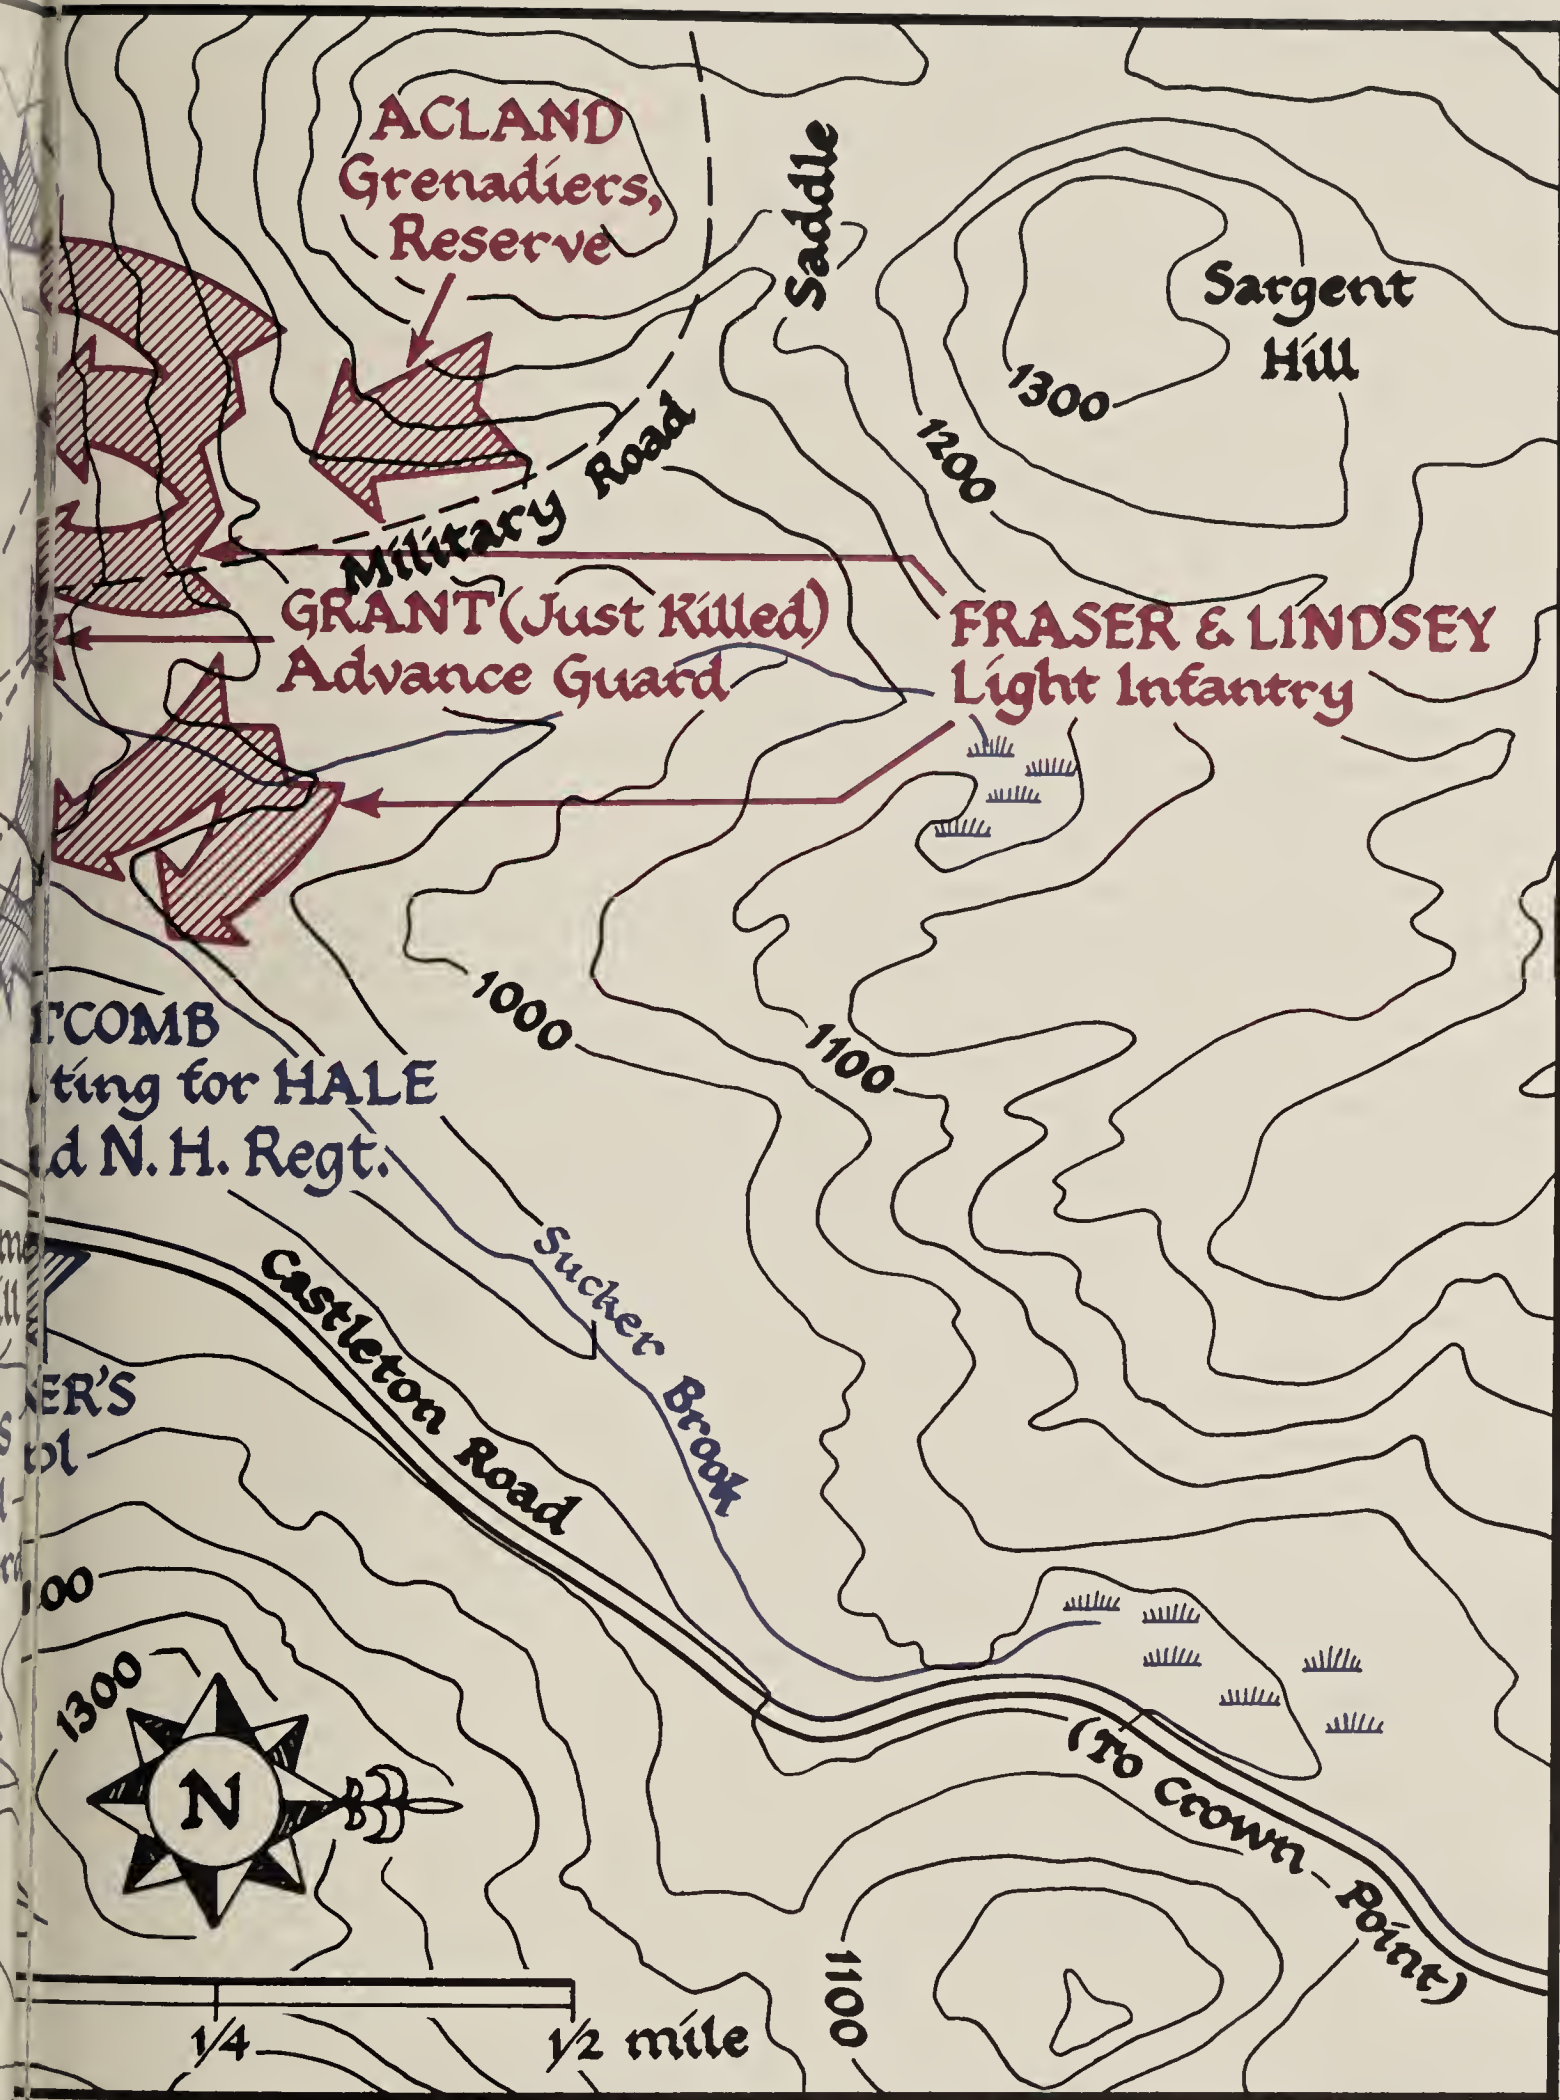 ACLAND
Grenadiers,
Reserve
Saddle
Sargent
Hill
1300
1200
Military Road
GRANT (Just Killed)
Advance Guard
FRASER & LINDSEY
Light Infantry
1000
1100
TCOMB
ting for HALE
d N. H. Regt.
Sucker Brook
Castleton Road
ER'S
ol
00
1300
N
(To Crown - Point)
1100
1/4
1/2 mile